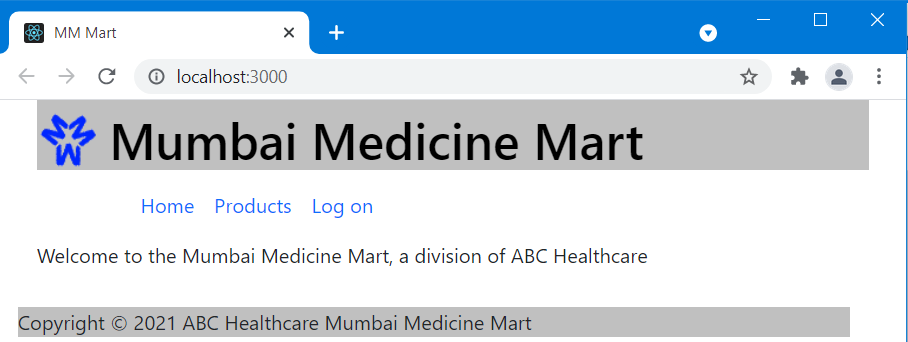 MM Mart
localhost:3000
Mumbai Medicine Mart
Home Products Log on
Welcome to the Mumbai Medicine Mart, a division of ABC Healthcare
Copyright © 2021 ABC Healthcare Mumbai Medicine Mart